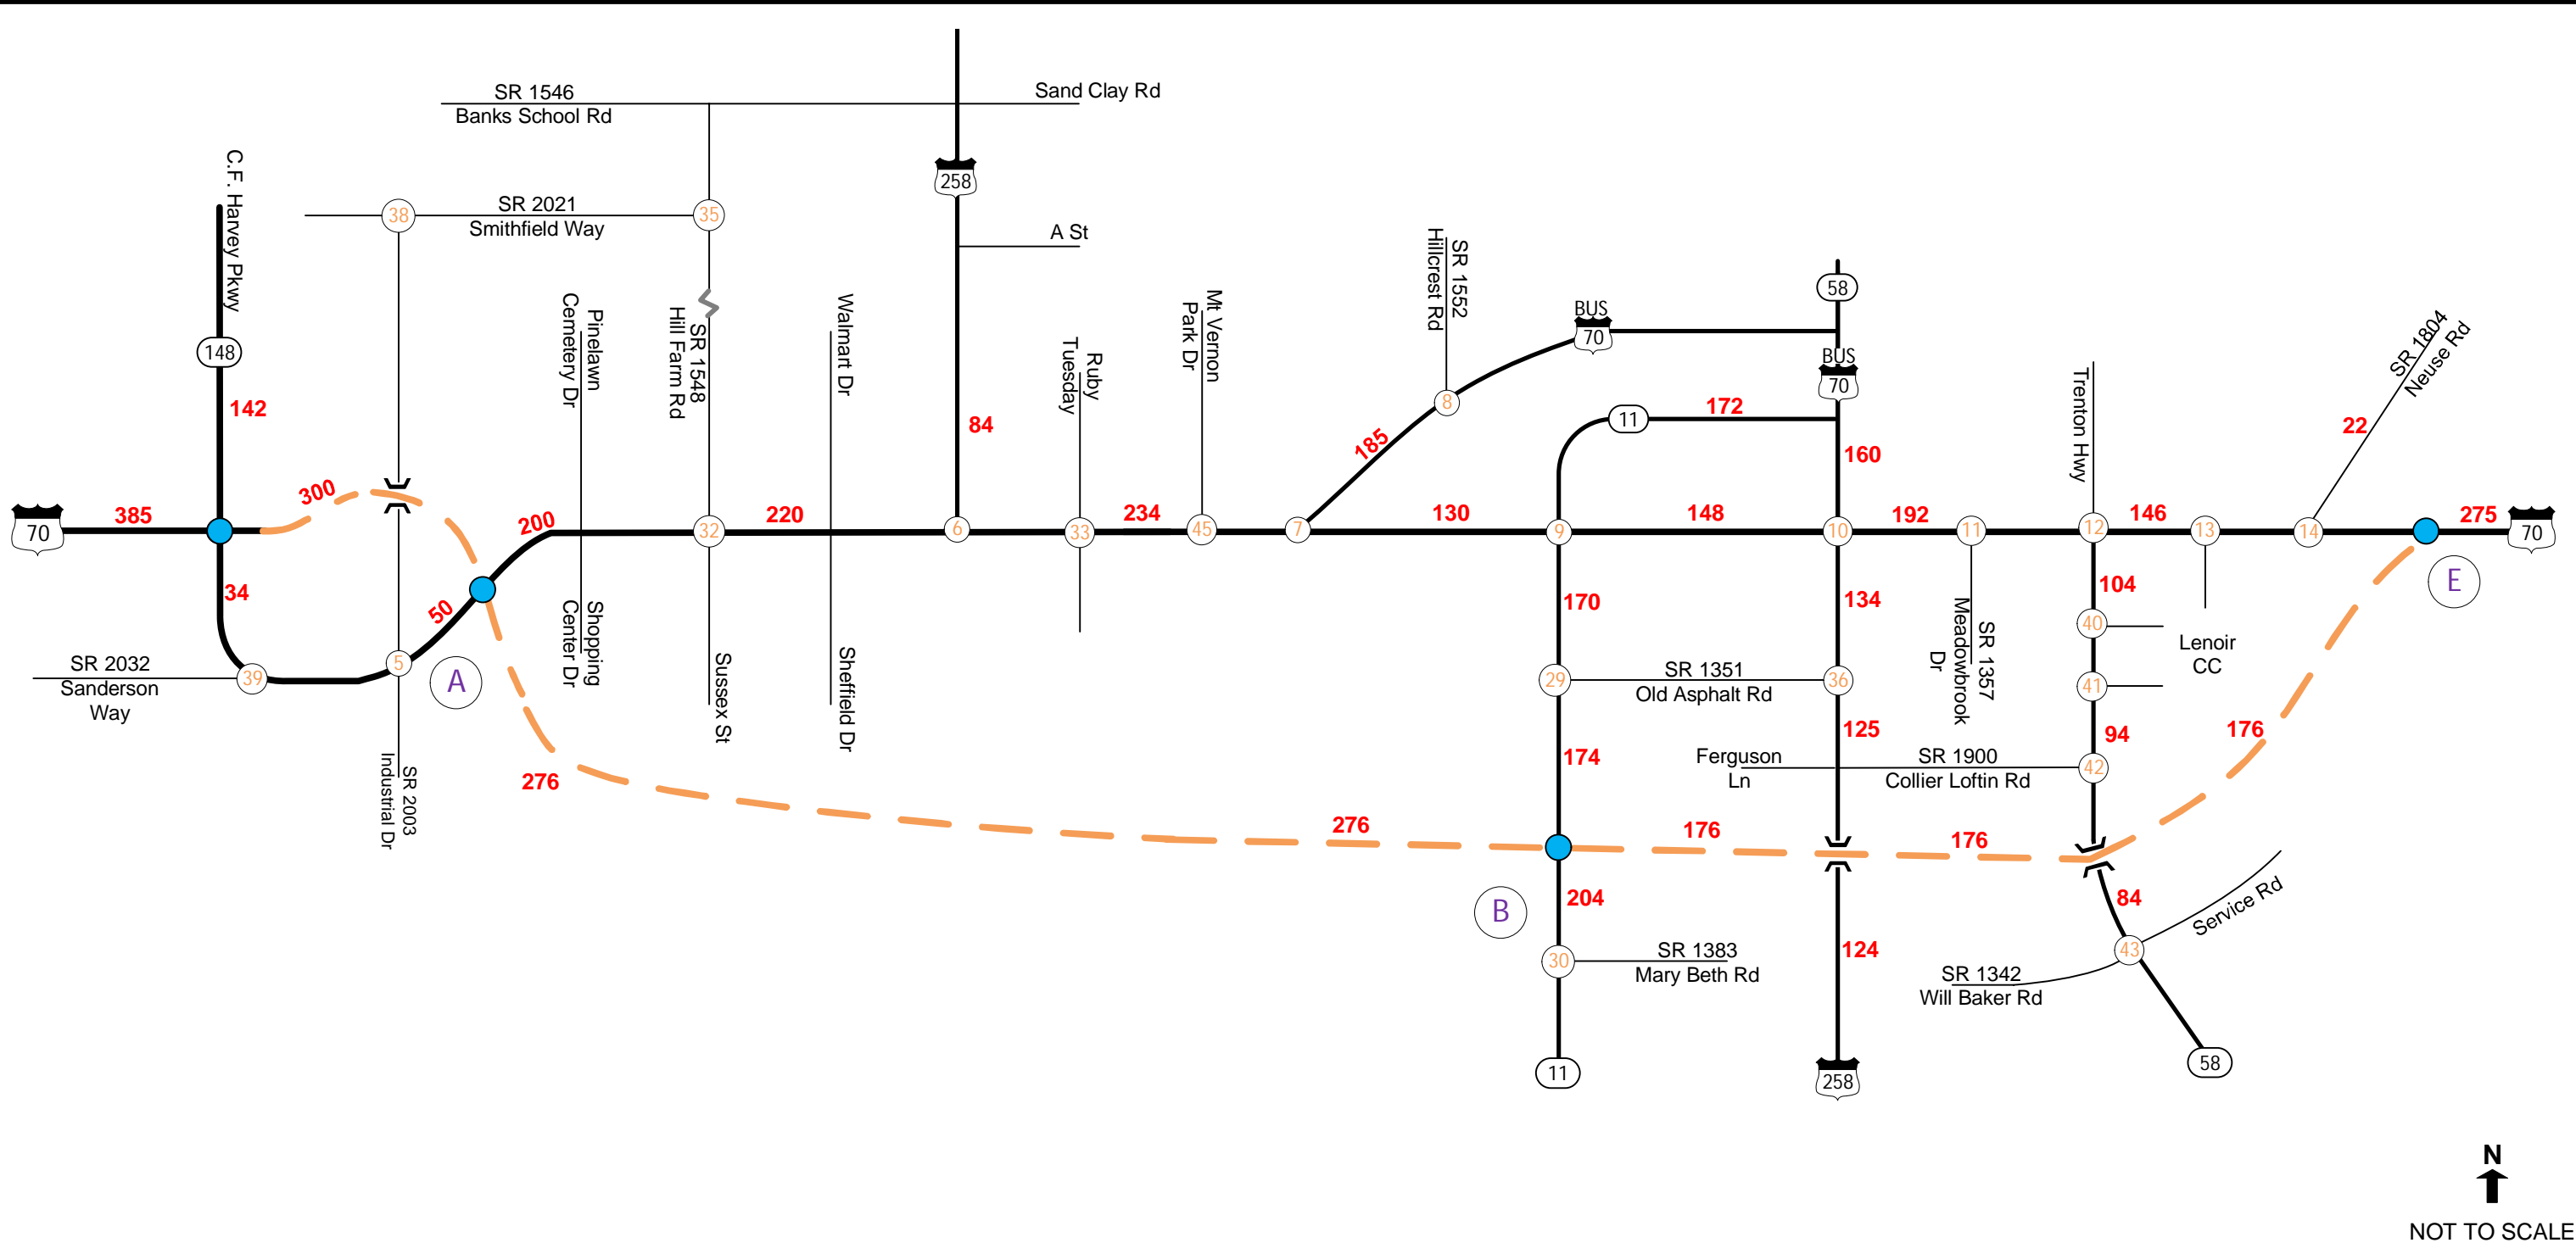 SR 1546
Banks School Rd
Sand Clay Rd
C.F. Harvey Pkwy
258
38
SR 2021
Smithfield Way
35
A St
SR 1552
Hillcrest Rd
58
BUS
70
BUS
70
Pinelawn
Cemetery Dr
SR 1548
Hill Farm Rd
Walmart Dr
Ruby
Tuesday
Mt Vernon
Park Dr
148
142
84
8
185
11
172
160
Trenton Hwy
SR 1804
Neuse Rd
22
70
385
300
200
32
220
6
33
234
45
7
130
9
148
10
192
11
12
146
13
14
275
70
34
50
E
170
134
104
SR 2032
Sanderson
Way
39
5
A
Shopping
Center Dr
Sussex St
Sheffield Dr
29
SR 1351
Old Asphalt Rd
36
SR 1357
Meadowbrook
Dr
40
41
Lenoir
CC
SR 2003
Industrial Dr
276
174
125
94
176
Ferguson
Ln
SR 1900
Collier Loftin Rd
42
276
176
176
B
204
84
Service Rd
30
SR 1383
Mary Beth Rd
124
43
SR 1342
Will Baker Rd
11
258
58
N
NOT TO SCALE